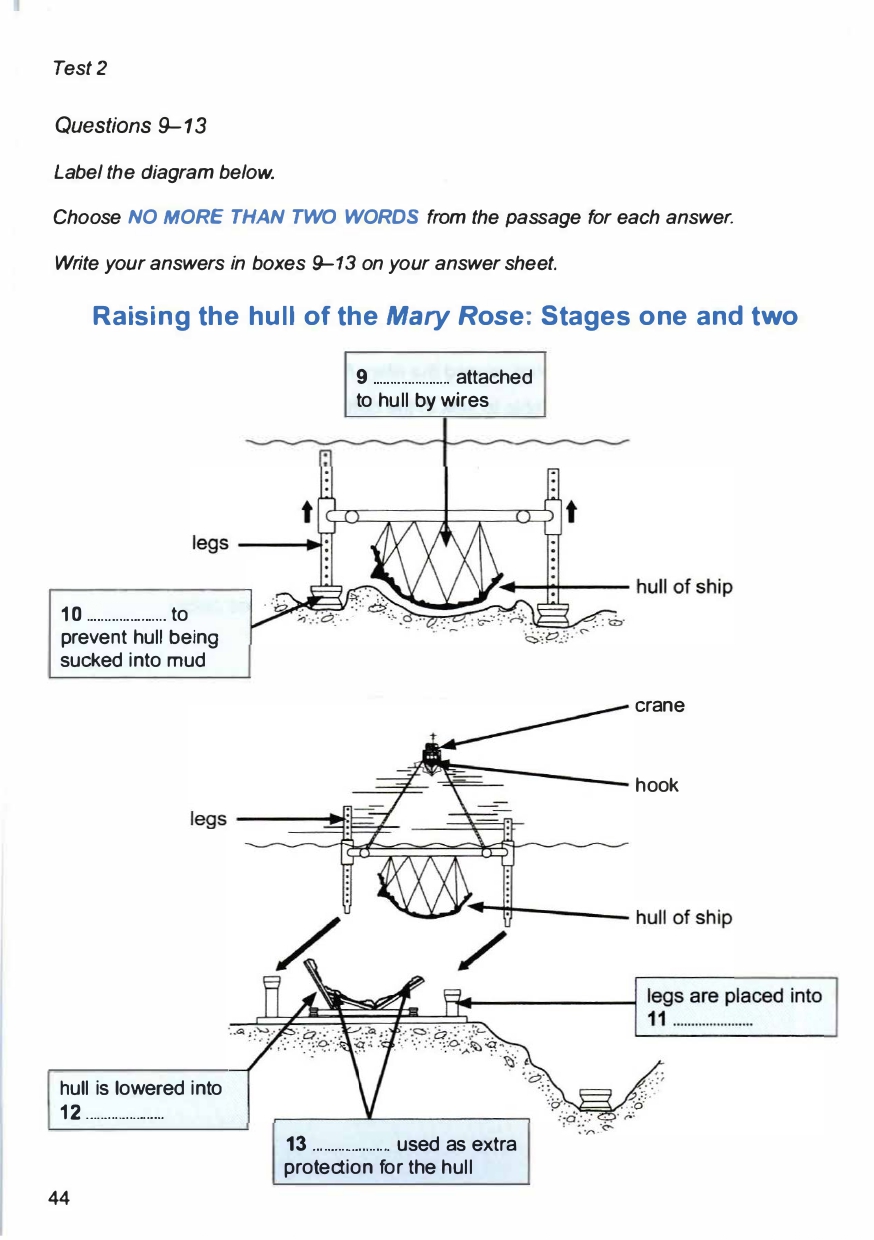 Test 2
Questions 9–13
Label the diagram below.
Choose NO MORE THAN TWO WORDS from the passage for each answer.
Write your answers in boxes 9–13 on your answer sheet.
Raising the hull of the Mary Rose: Stages one and two
9 ...................... attached
to hull by wires
legs
hull of ship
10 ....................... to
prevent hull being
sucked into mud
crane
hook
legs
hull of ship
legs are placed into
11 .......................
hull is lowered into
12 .......................
13 ...................... used as extra
protection for the hull
44